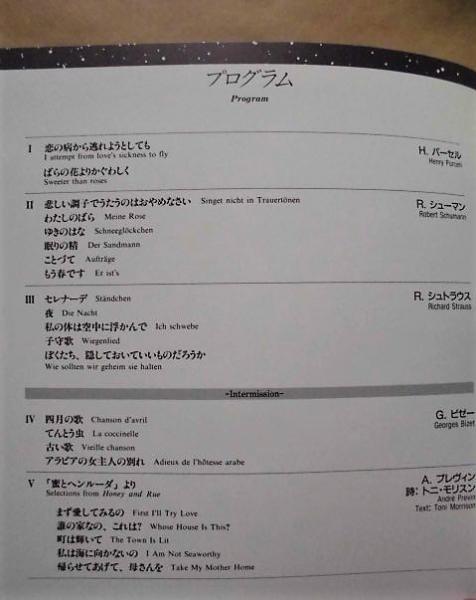 プログラム
Program
I 恋の病から逃れようとしても H. パーセル
I attempt from love's sickness to fly Henry Purcell
ばらの花よりかぐわしく
Sweeter than roses
II 悲しい調子でうたうのはおやめなさい Singet nicht in Trauertönen R. シューマン
わたしのばら Meine Rose Robert Schumann
ゆきのはな Schneeglöckchen
眠りの精 Der Sandmann
ことづて Aufträge
もう春です Er ist's
III セレナーデ Ständchen R. シュトラウス
夜 Die Nacht Richard Strauss
私の体は空中に浮かんで Ich schwebe
子守歌 Wiegenlied
ぼくたち、隠しておいていいものだろうか
Wie sollten wir geheim sie halten
-Intermission-
IV 四月の歌 Chanson d'avril G. ビゼー
てんとう虫 La coccinelle Georges Bizet
古い歌 Vieille chanson
アラビアの女主人の別れ Adieux de l'hôtesse arabe
V 「蜜とヘンルーダ」より A. プレヴィン
Selections from Honey and Rue 詩：トニ・モリスン
André Previn
まず愛してみるの First I'll Try Love Text: Toni Morrison
誰の家なの、これは? Whose House Is This?
町は輝いて The Town Is Lit
私は海に向かないの I Am Not Seaworthy
帰らせてあげて、母さんを Take My Mother Home